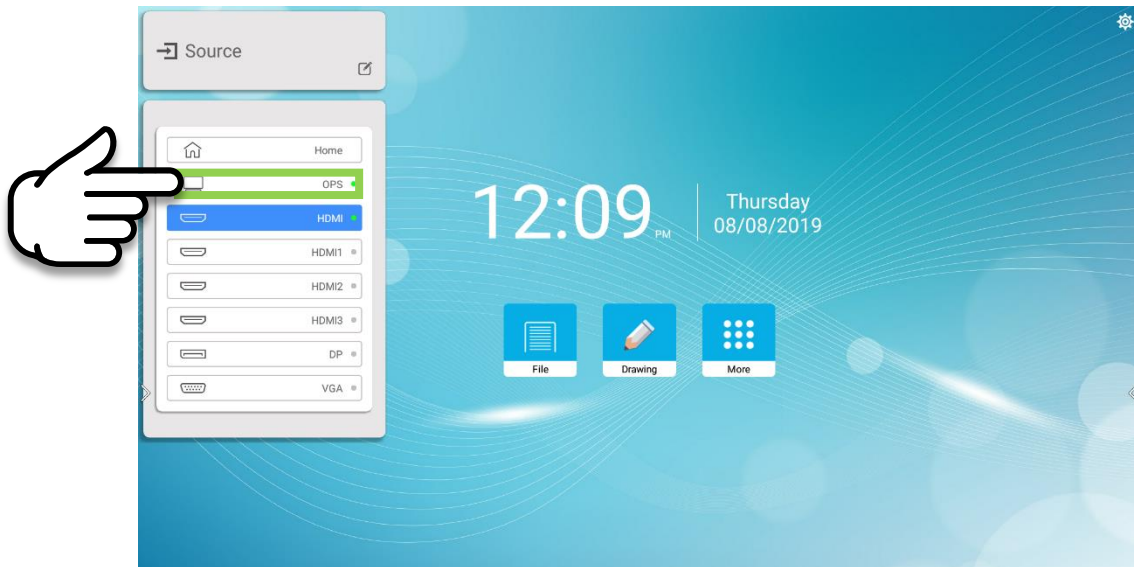 Source
Home
OPS
HDMI
HDMI1
HDMI2
HDMI3
DP
VGA
12:09 PM
Thursday
08/08/2019
File
Drawing
More